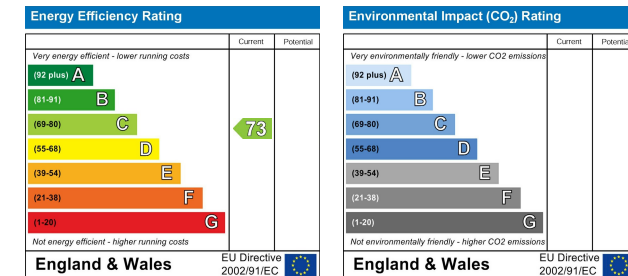 Energy Efficiency Rating
Current Potential
Very energy efficient - lower running costs
(92 plus) A
(81-91) B
(69-80) C
73
(55-68) D
(39-54) E
(21-38) F
(1-20) G
Not energy efficient - higher running costs
England & Wales
EU Directive
2002/91/EC
Environmental Impact (CO₂) Rating
Current Potentia
Very environmentally friendly - lower CO2 emissions
(92 plus) A
(81-91) B
(69-80) C
(55-68) D
(39-54) E
(21-38) F
(1-20) G
Not environmentally friendly - higher CO2 emissions
England & Wales
EU Directive
2002/91/EC